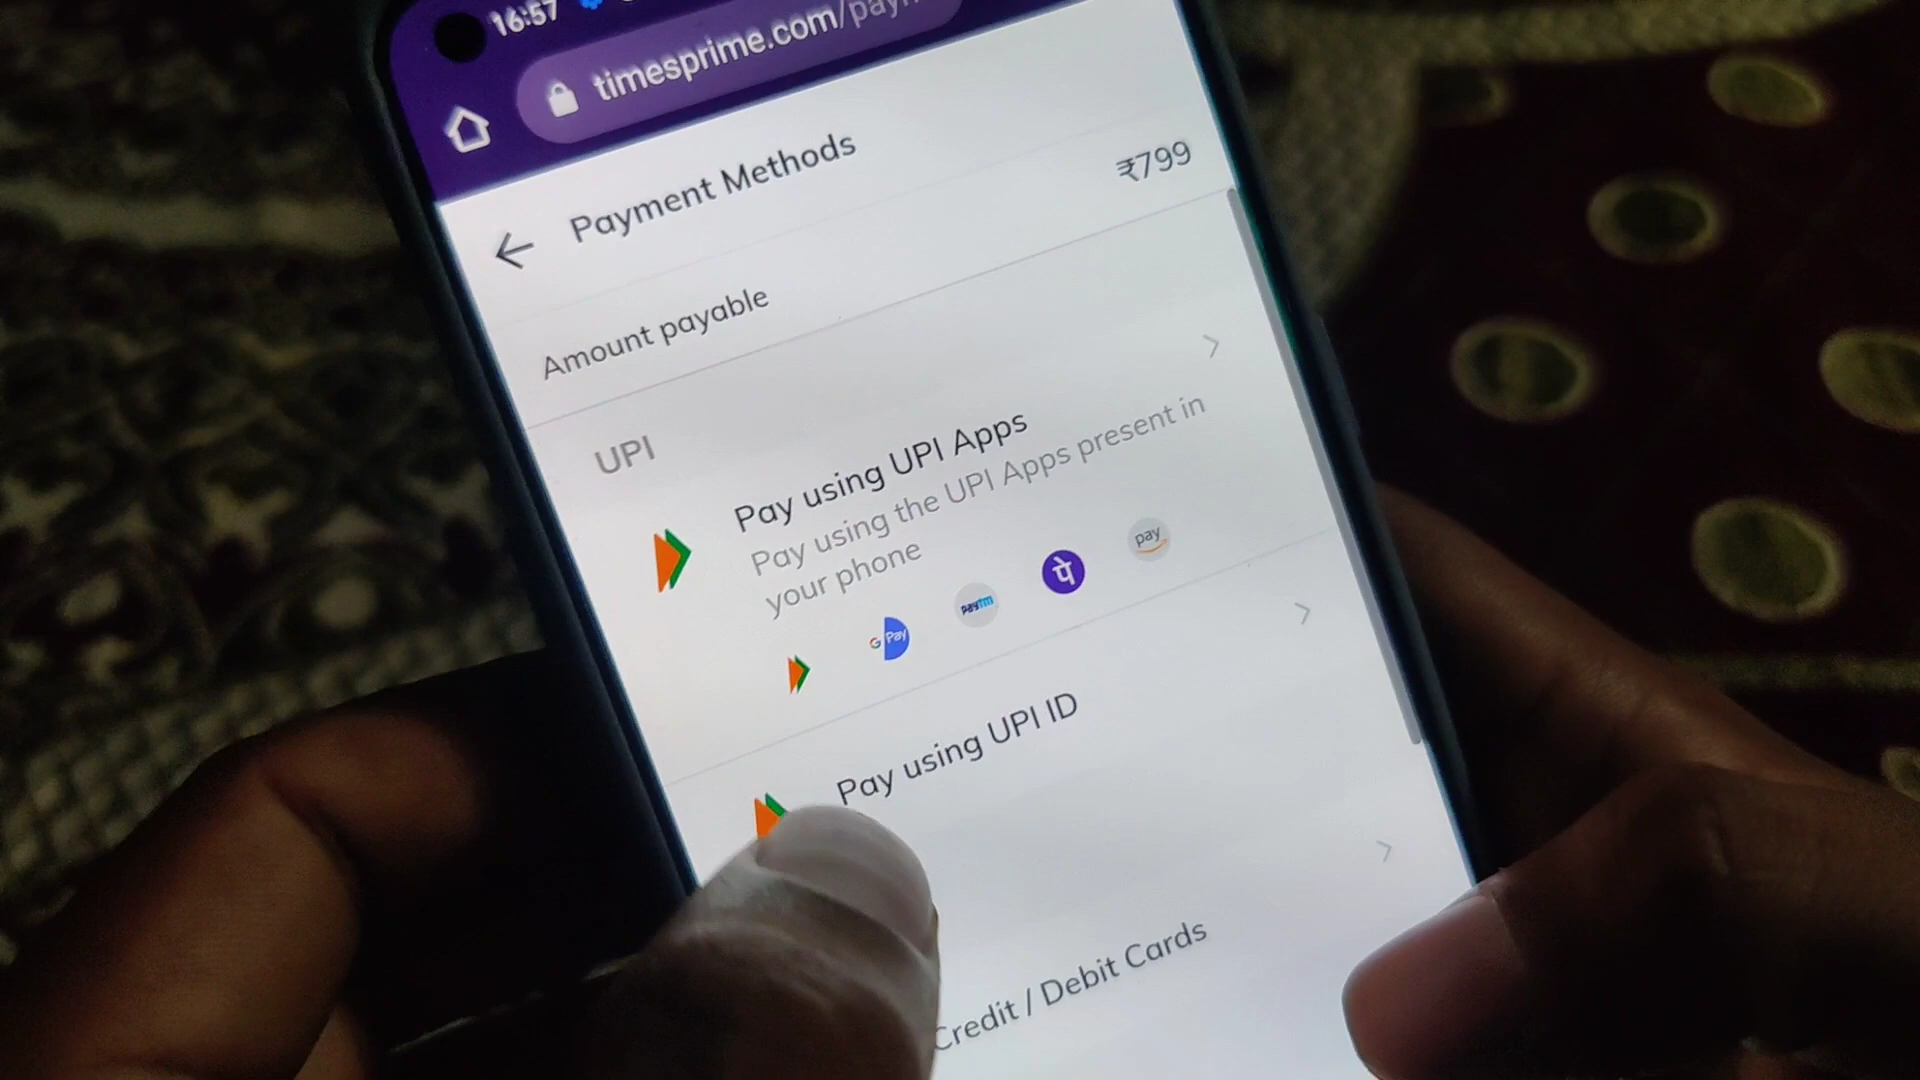 16:57
timesprime.com/pay
Payment Methods
Amount payable
₹799
UPI
Pay using UPI Apps
Pay using the UPI Apps present in
your phone
G Pay
paytm
पे
pay
Pay using UPI ID
Credit / Debit Cards